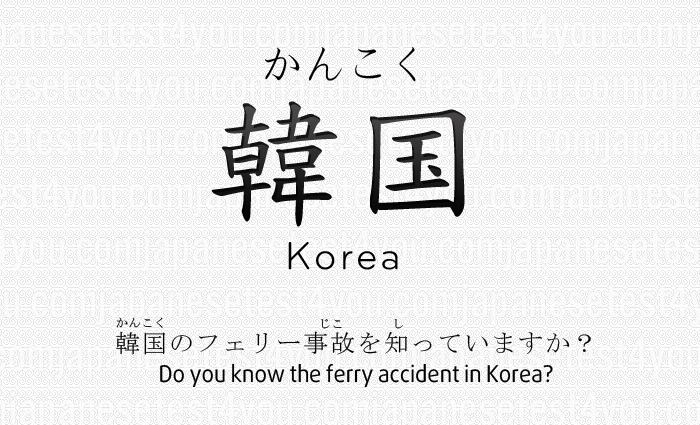 かんこく
韓国
Korea
かんこく じこ し
韓国のフェリー事故を知っていますか？
Do you know the ferry accident in Korea?